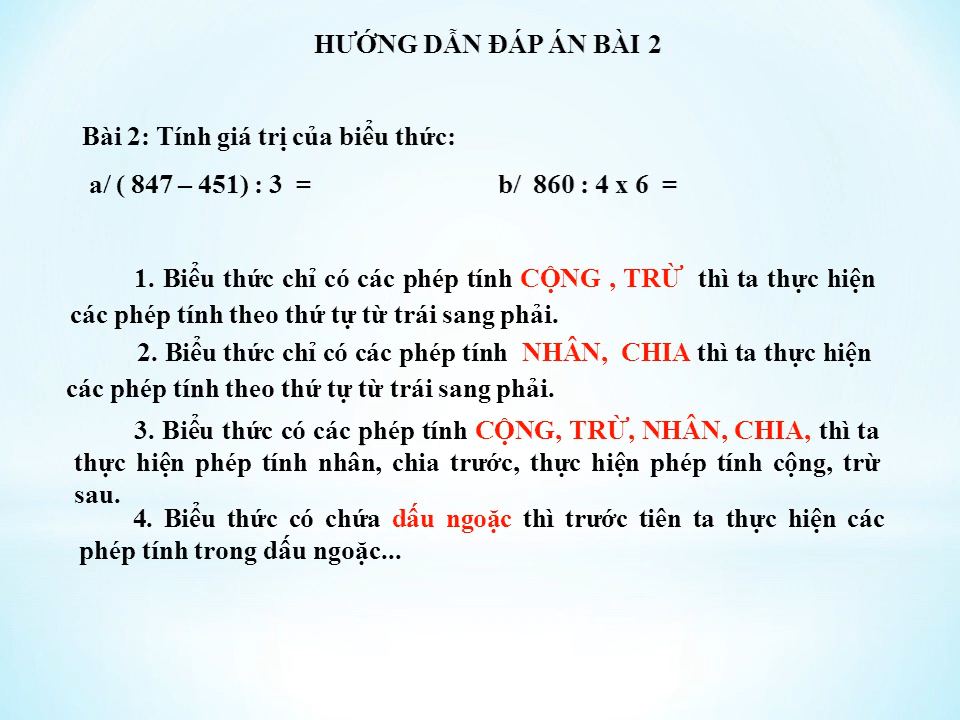 HƯỚNG DẪN ĐÁP ÁN BÀI 2
Bài 2: Tính giá trị của biểu thức:
a/ ( 847 – 451) : 3 = b/ 860 : 4 x 6 =
1. Biểu thức chỉ có các phép tính CỘNG , TRỪ thì ta thực hiện
các phép tính theo thứ tự từ trái sang phải.
2. Biểu thức chỉ có các phép tính NHÂN, CHIA thì ta thực hiện
các phép tính theo thứ tự từ trái sang phải.
3. Biểu thức có các phép tính CỘNG, TRỪ, NHÂN, CHIA, thì ta
thực hiện phép tính nhân, chia trước, thực hiện phép tính cộng, trừ
sau.
4. Biểu thức có chứa dấu ngoặc thì trước tiên ta thực hiện các
phép tính trong dấu ngoặc...